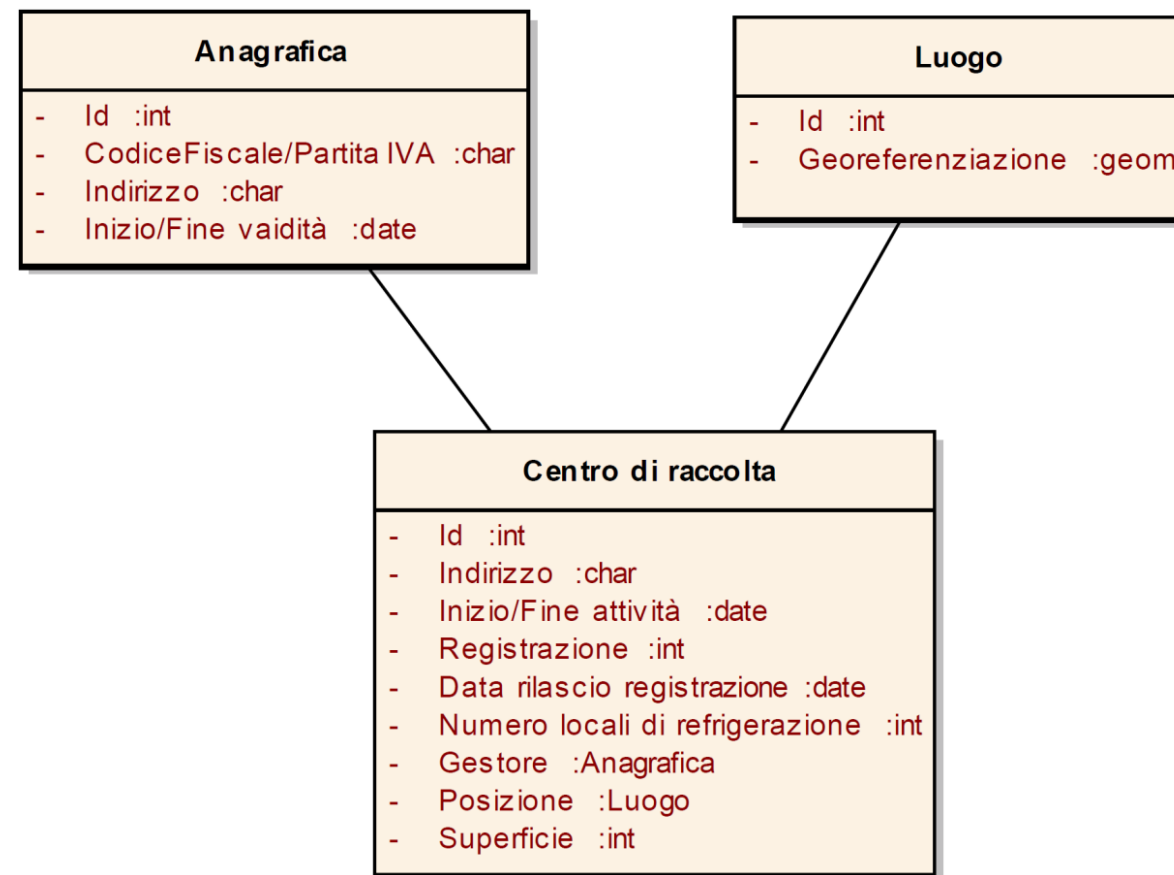 Anagrafica
- Id :int
- CodiceFiscale/Partita IVA :char
- Indirizzo :char
- Inizio/Fine vaidità :date
Luogo
- Id :int
- Georeferenziazione :geom
Centro di raccolta
- Id :int
- Indirizzo :char
- Inizio/Fine attività :date
- Registrazione :int
- Data rilascio registrazione :date
- Numero locali di refrigerazione :int
- Gestore :Anagrafica
- Posizione :Luogo
- Superficie :int